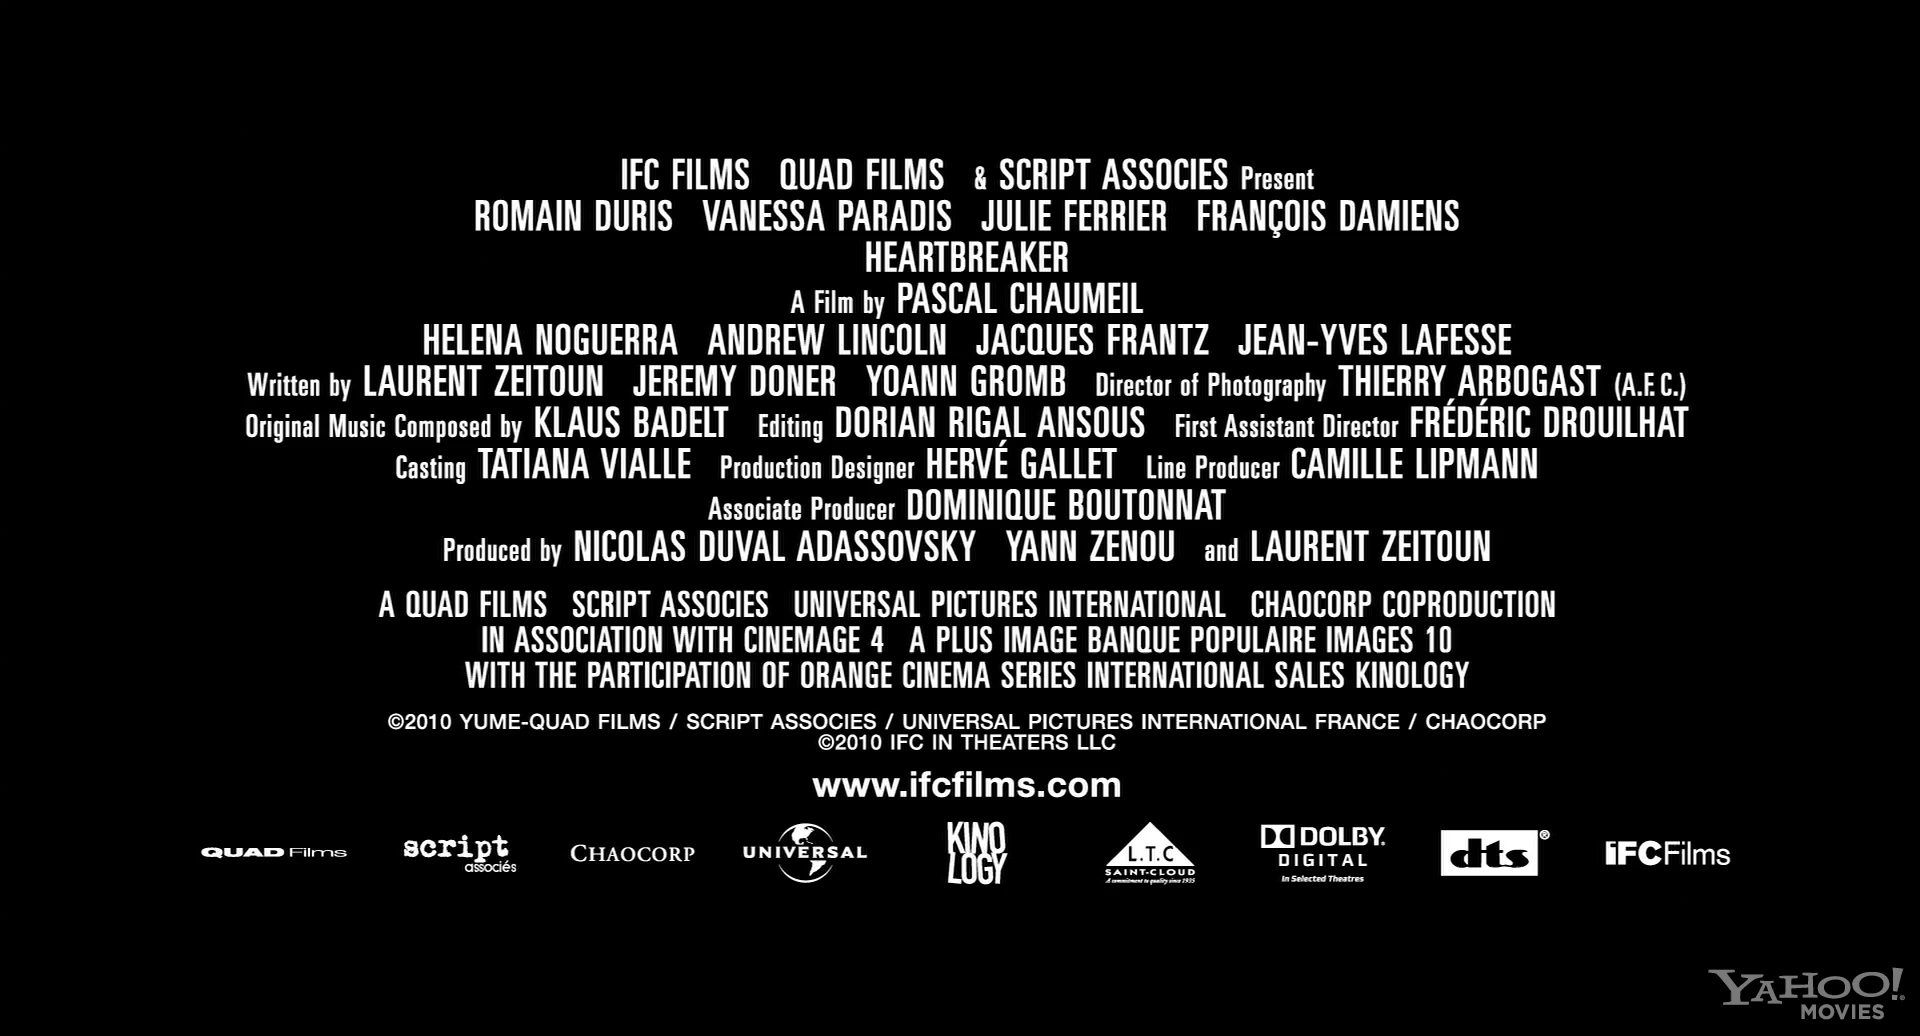 IFC FILMS QUAD FILMS & SCRIPT ASSOCIES Present
ROMAIN DURIS VANESSA PARADIS JULIE FERRIER FRANÇOIS DAMIENS
HEARTBREAKER
A Film by PASCAL CHAUMEIL
HELENA NOGUERRA ANDREW LINCOLN JACQUES FRANTZ JEAN-YVES LAFESSE
Written by LAURENT ZEITOUN JEREMY DONER YOANN GROMB Director of Photography THIERRY ARBOGAST (A.F.C.)
Original Music Composed by KLAUS BADELT Editing DORIAN RIGAL ANSOUS First Assistant Director FRÉDÉRIC DROUILHAT
Casting TATIANA VIALLE Production Designer HERVÉ GALLET Line Producer CAMILLE LIPMANN
Associate Producer DOMINIQUE BOUTONNAT
Produced by NICOLAS DUVAL ADASSOVSKY YANN ZENOU and LAURENT ZEITOUN
A QUAD FILMS SCRIPT ASSOCIES UNIVERSAL PICTURES INTERNATIONAL CHAOCORP COPRODUCTION
IN ASSOCIATION WITH CINEMAGE 4 A PLUS IMAGE BANQUE POPULAIRE IMAGES 10
WITH THE PARTICIPATION OF ORANGE CINEMA SERIES INTERNATIONAL SALES KINOLOGY
©2010 YUME-QUAD FILMS / SCRIPT ASSOCIES / UNIVERSAL PICTURES INTERNATIONAL FRANCE / CHAOCORP
©2010 IFC IN THEATERS LLC
www.ifcfilms.com
QUAD Films
script
associés
CHAOCORP
UNIVERSAL
KINO
LOGY
L.T.C
SAINT-CLOUD
A commitment to quality since 1935
DOLBY.
DIGITAL
In Selected Theatres
dts®
IFCFilms
YAHOO!®
MOVIES